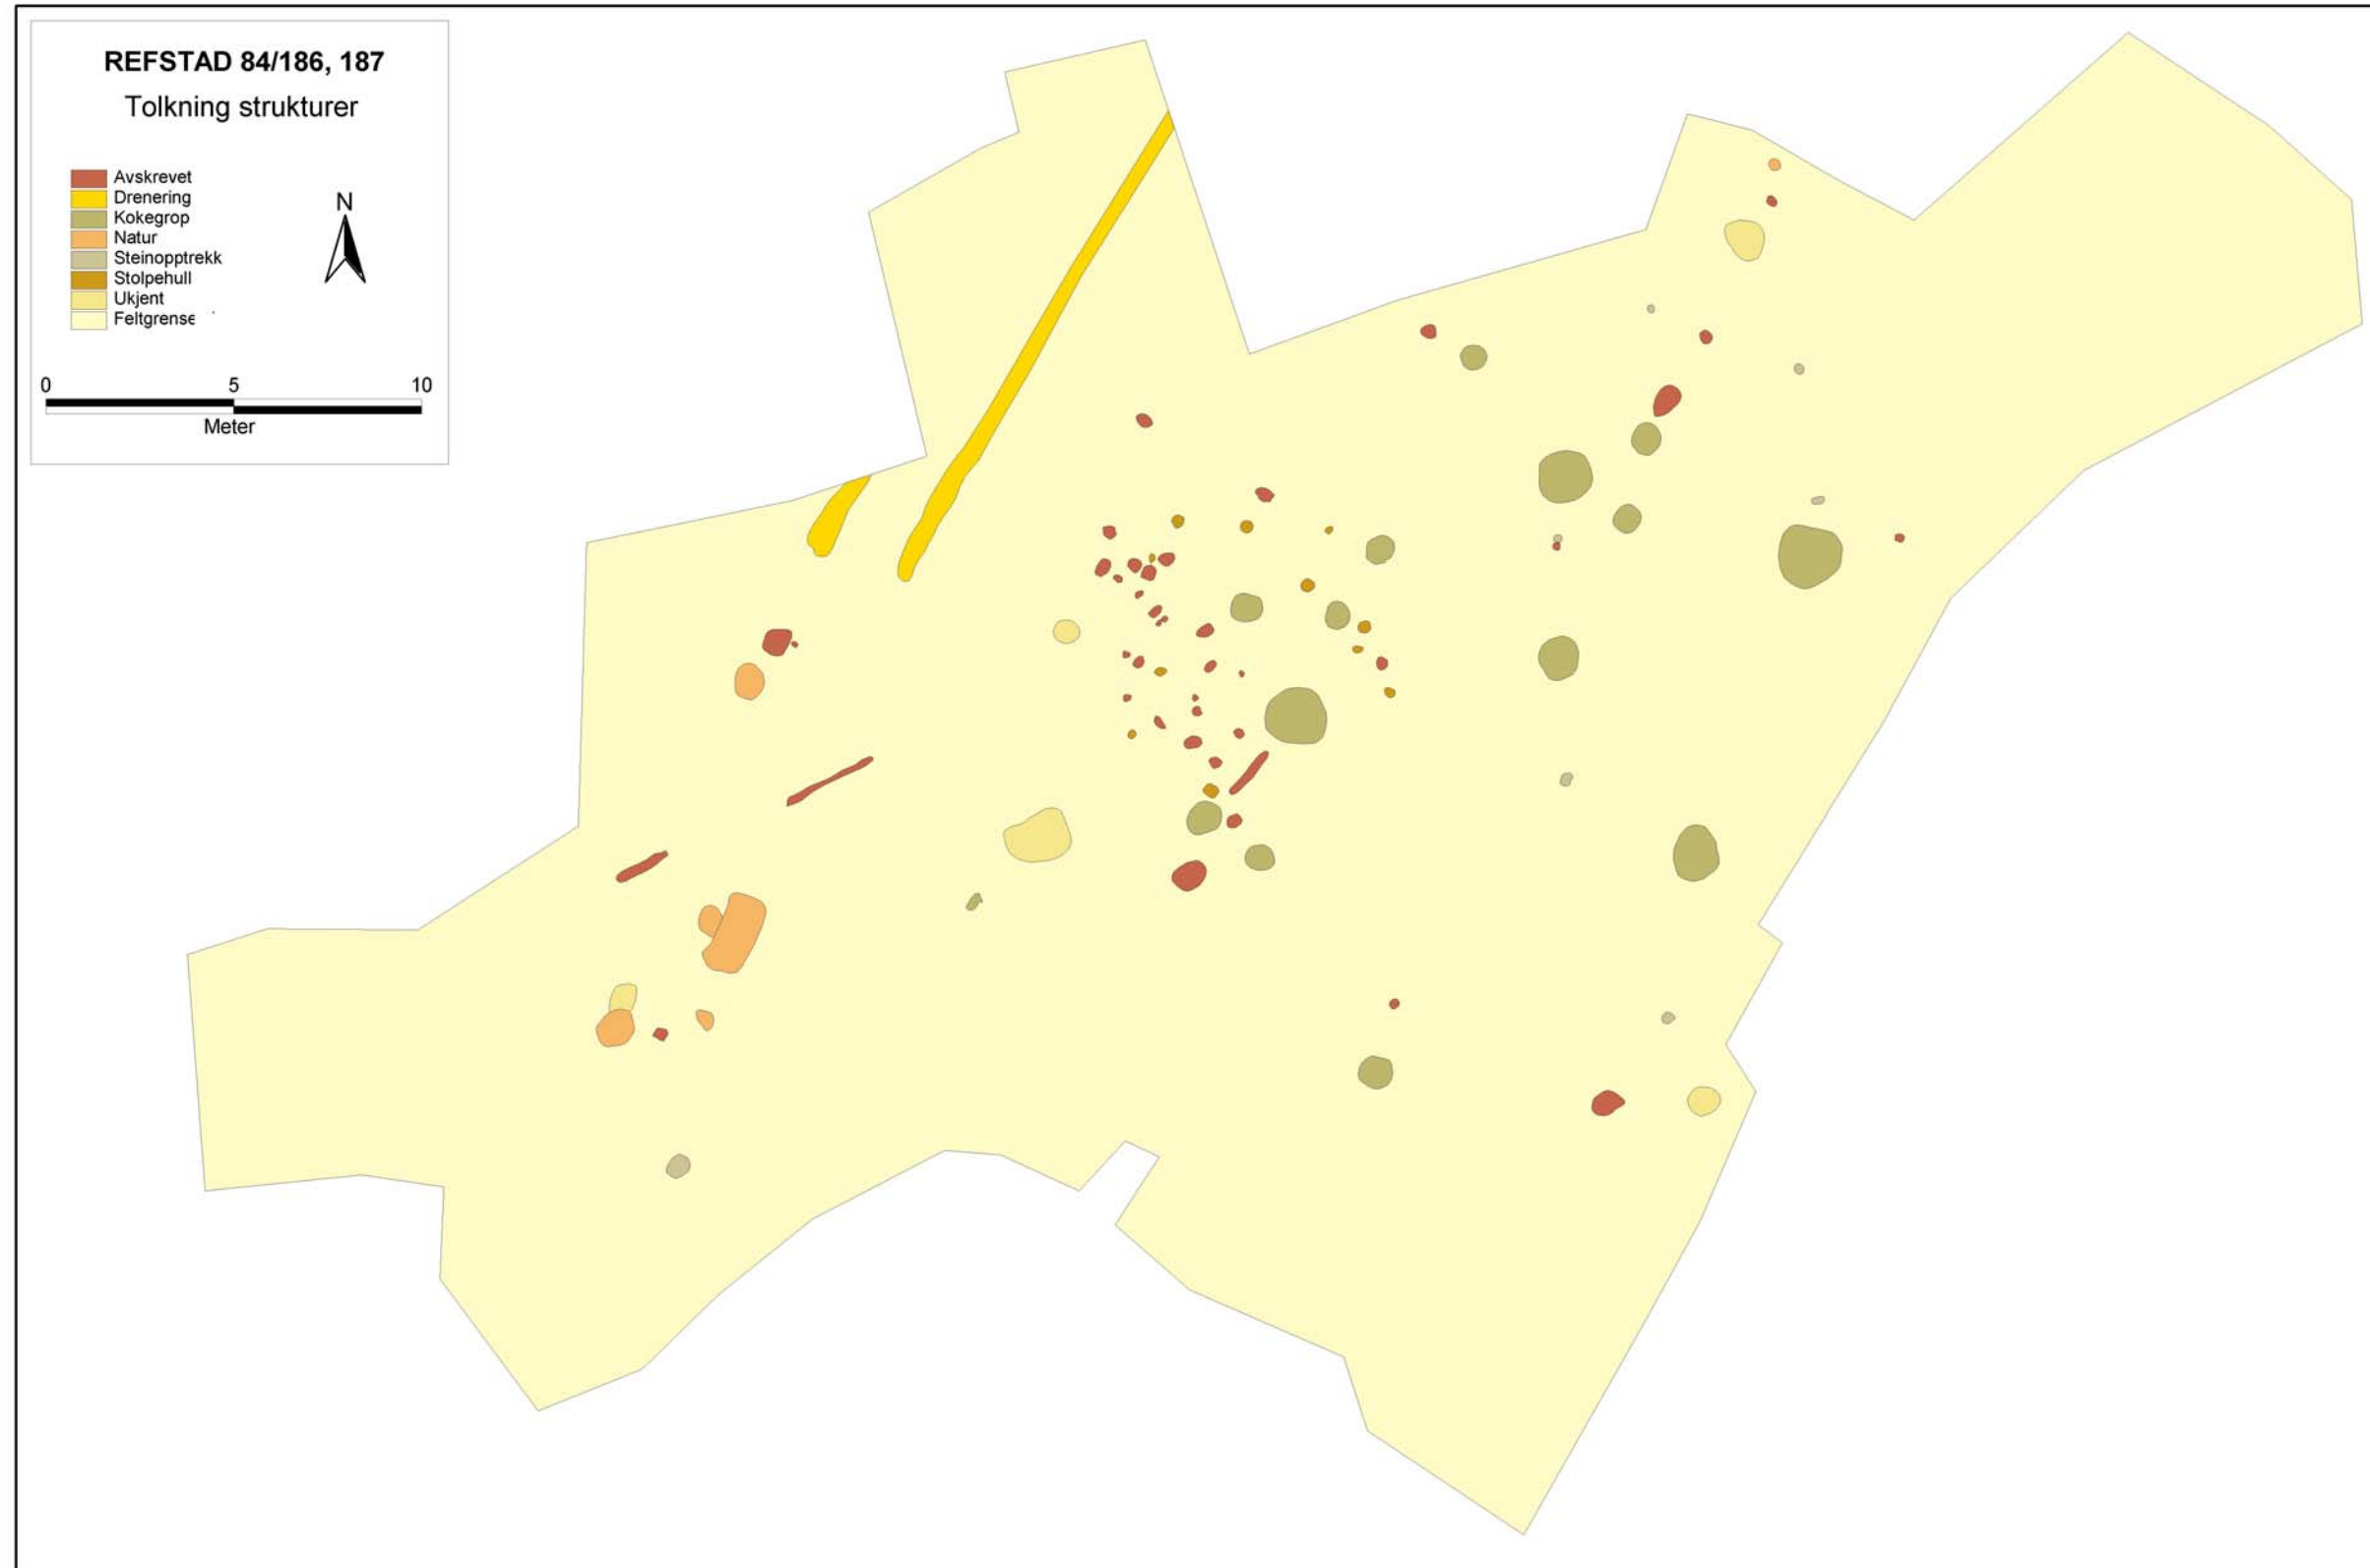 REFSTAD 84/186, 187
Tolkning strukturer
Avskrevet
Drenering
Kokegrop
Natur
Steinopptrekk
Stolpehull
Ukjent
Feltgrense
N
0 5 10
Meter